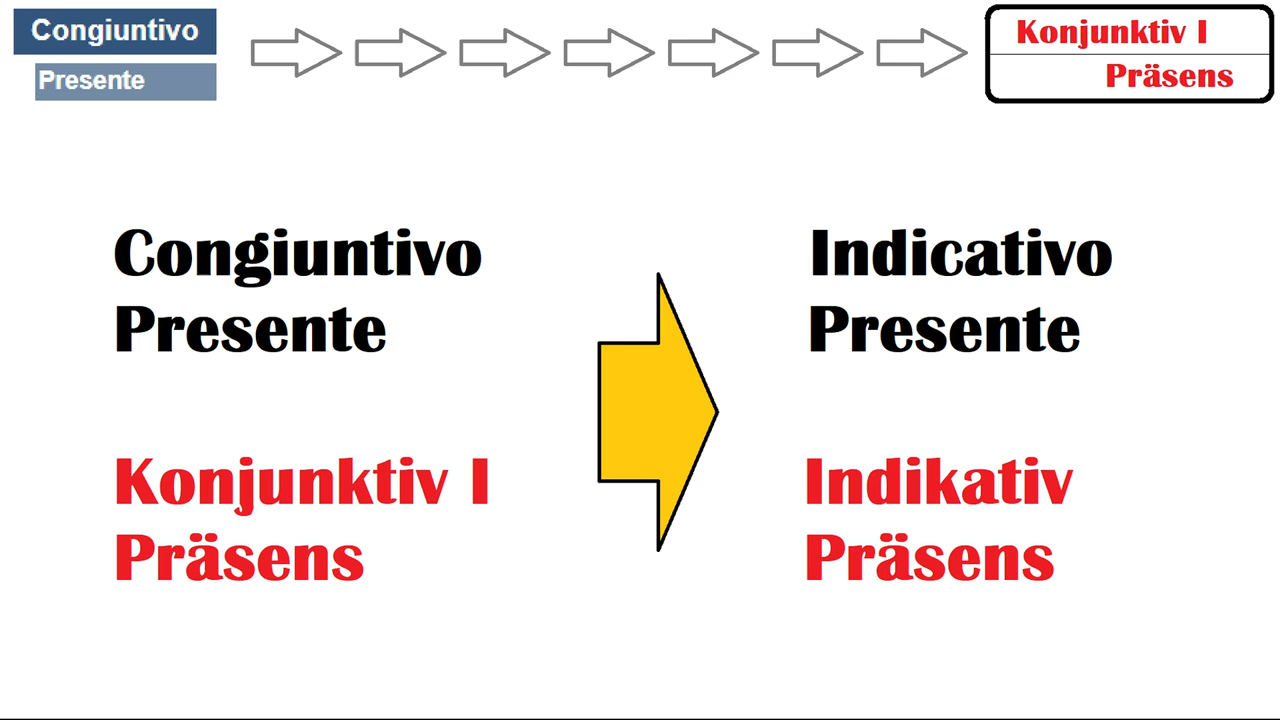 Congiuntivo
Presente
Konjunktiv I
Präsens
Congiuntivo
Presente
Konjunktiv I
Präsens
Indicativo
Presente
Indikativ
Präsens